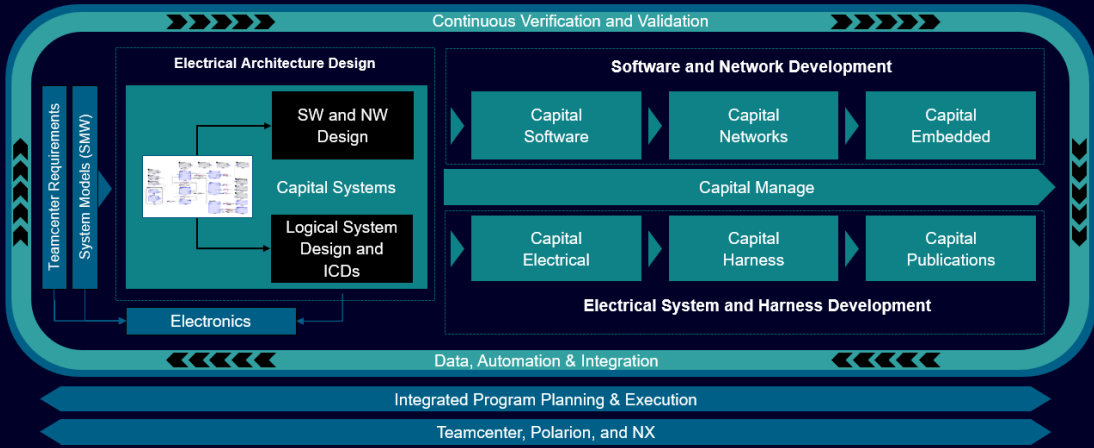 Continuous Verification and Validation
Teamcenter Requirements
System Models (SMW)
Electrical Architecture Design
SW and NW
Design
Capital Systems
Logical System
Design and
ICDs
Electronics
Software and Network Development
Capital
Software
Capital
Networks
Capital
Embedded
Capital Manage
Capital
Electrical
Capital
Harness
Capital
Publications
Electrical System and Harness Development
Data, Automation & Integration
Integrated Program Planning & Execution
Teamcenter, Polarion, and NX